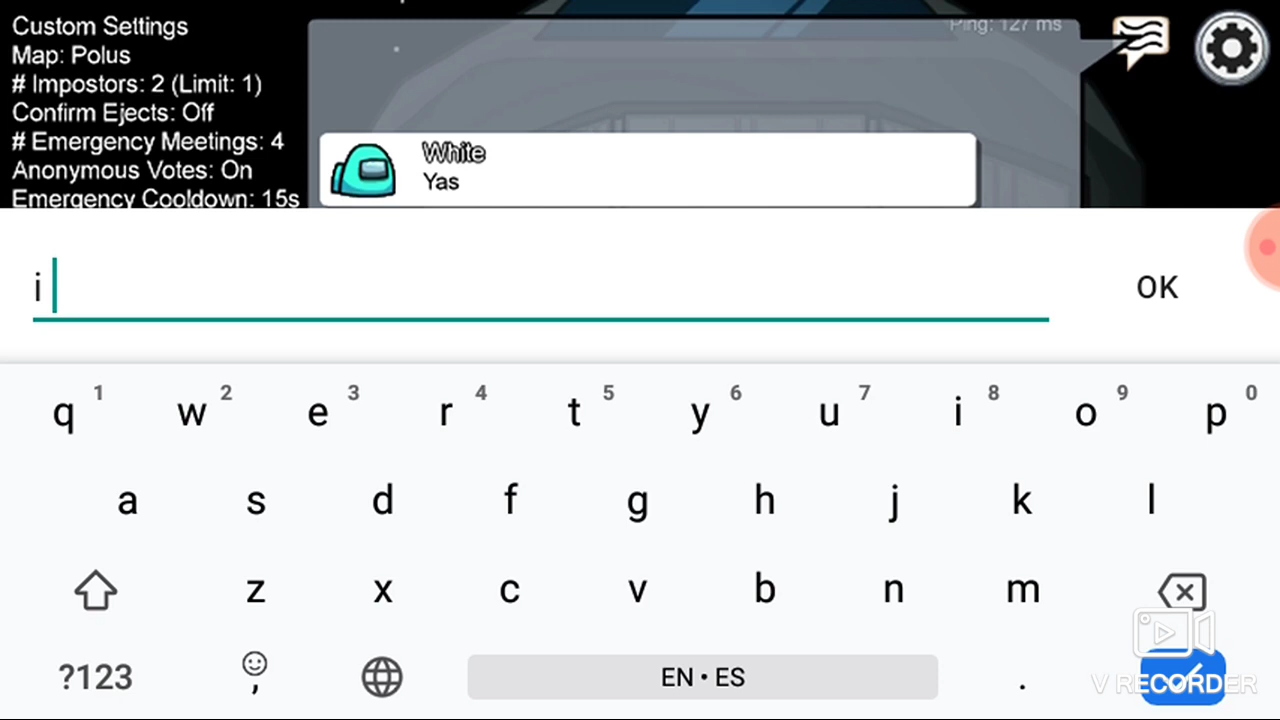 Custom Settings
Map: Polus
# Impostors: 2 (Limit: 1)
Confirm Ejects: Off
# Emergency Meetings: 4
Anonymous Votes: On
Emergency Cooldown: 15s
Ping: 127 ms
White
Yas
i
OK
q 1 w 2 e 3 r 4 t 5 y 6 u 7 i 8 o 9 p 0
a s d f g h j k l
z x c v b n m
?123 , EN • ES .
V RECORDER